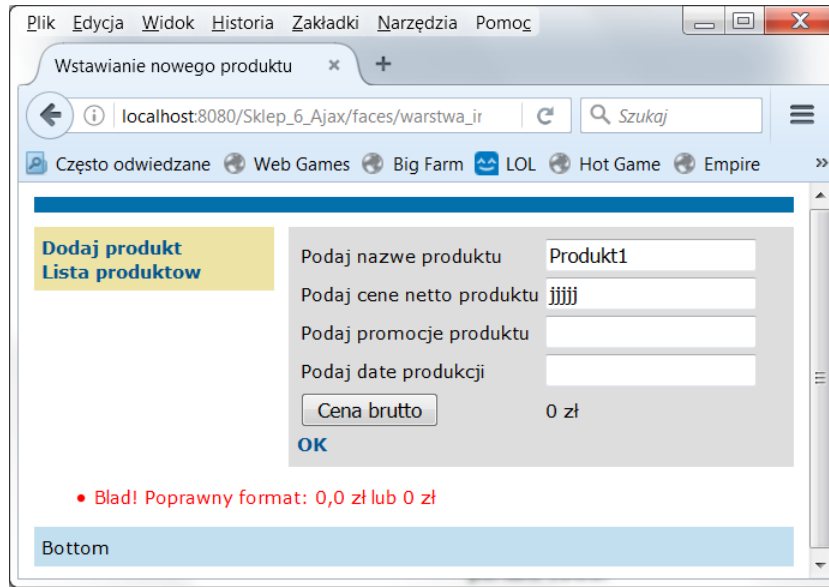 Plik Edycja Widok Historia Zakładki Narzędzia Pomoc
Wstawianie nowego produktu
localhost:8080/Sklep_6_Ajax/faces/warstwa_ir
Szukaj
Często odwiedzane Web Games Big Farm LOL Hot Game Empire
Dodaj produkt
Lista produktow
Podaj nazwe produktu Produkt1
Podaj cene netto produktu jjjjj
Podaj promocje produktu
Podaj date produkcji
Cena brutto 0 zł
OK
Blad! Poprawny format: 0,0 zł lub 0 zł
Bottom